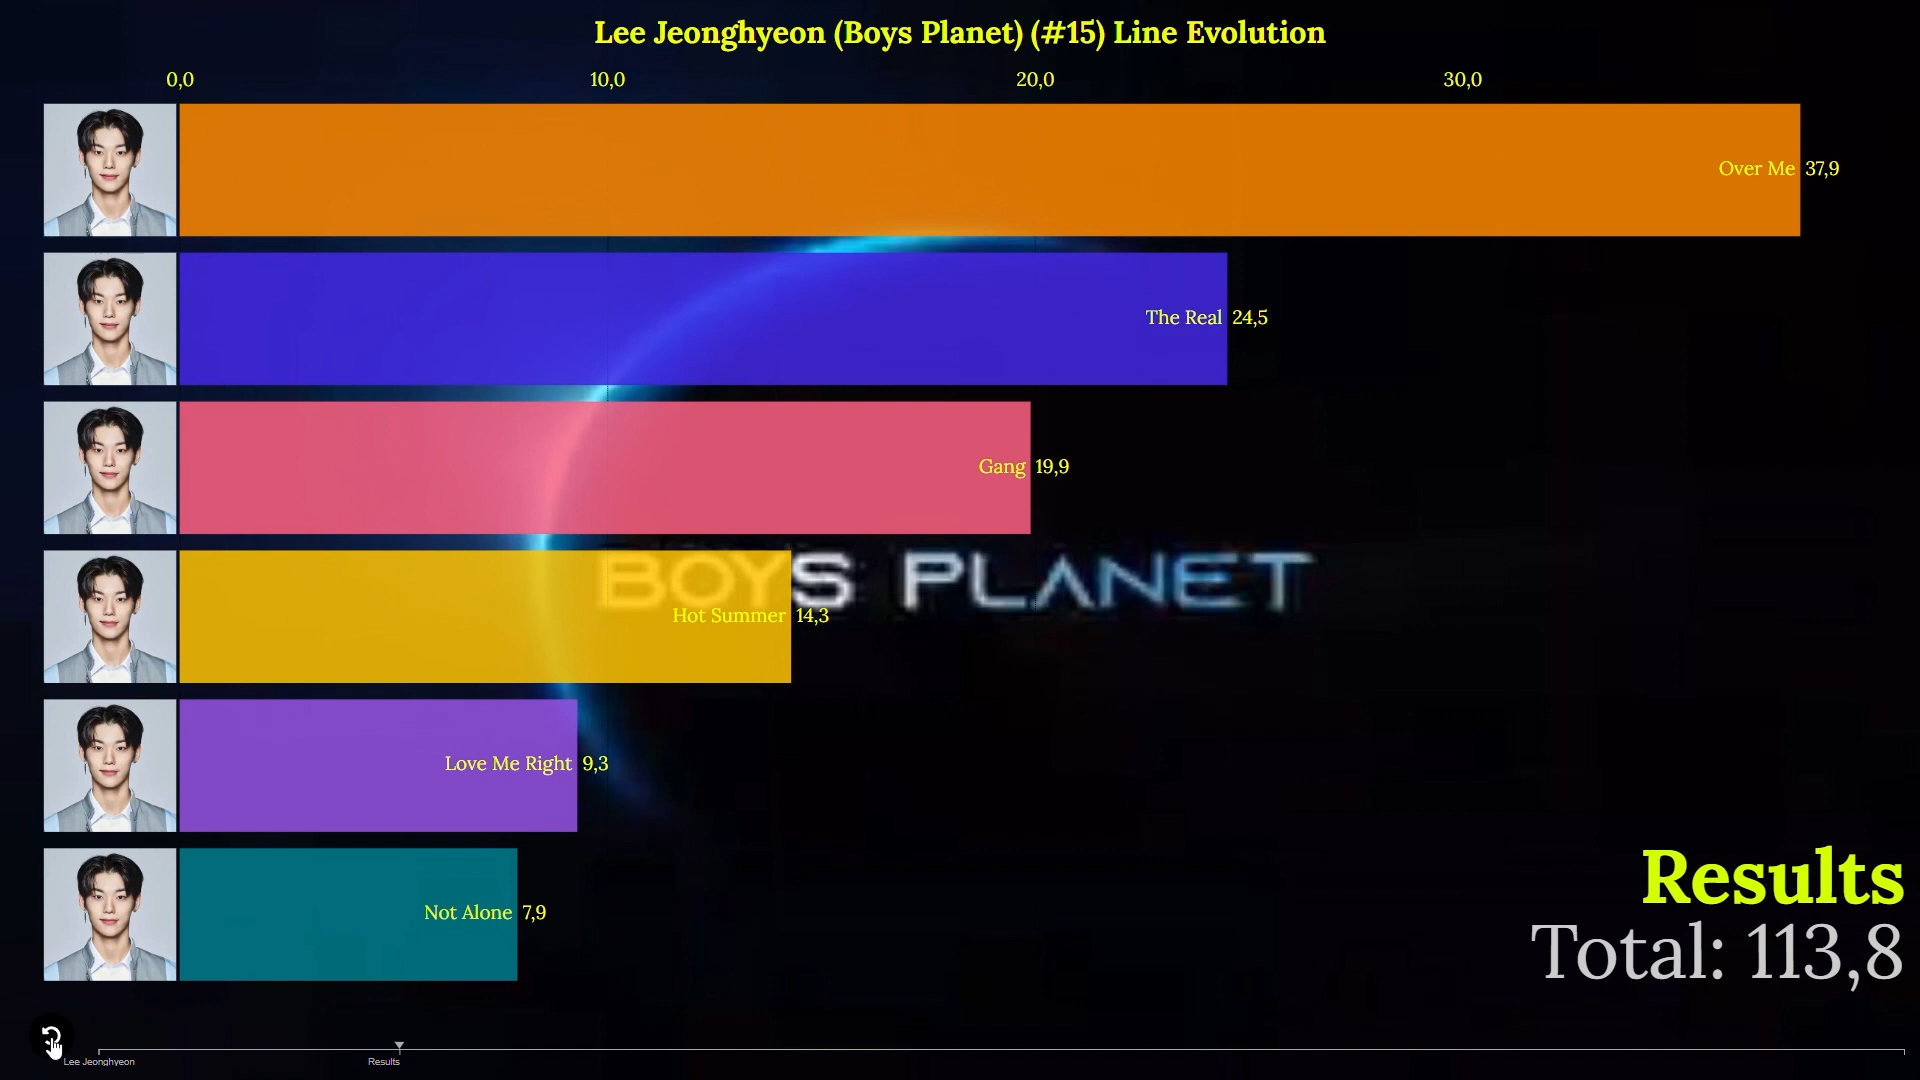 Lee Jeonghyeon (Boys Planet) (#15) Line Evolution
0,0 10,0 20,0 30,0
Over Me 37,9
The Real 24,5
Gang 19,9
BOYS PLANET
Hot Summer 14,3
Love Me Right 9,3
Not Alone 7,9
Results
Total: 113,8
Lee Jeonghyeon Results